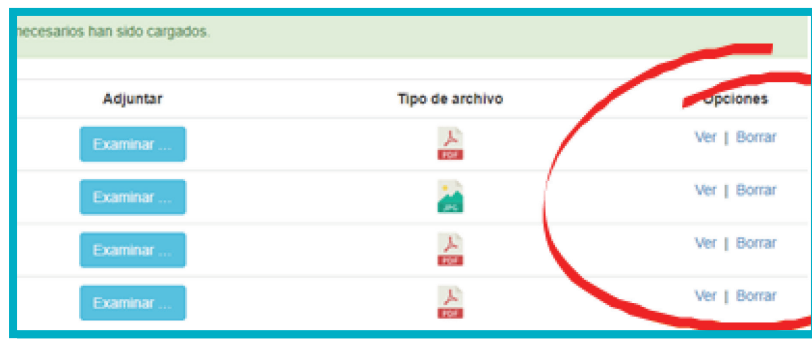 necesarios han sido cargados.
Adjuntar Tipo de archivo Opciones
Examinar ... PDF Ver | Borrar
Examinar ... JPG Ver | Borrar
Examinar ... PDF Ver | Borrar
Examinar ... PDF Ver | Borrar